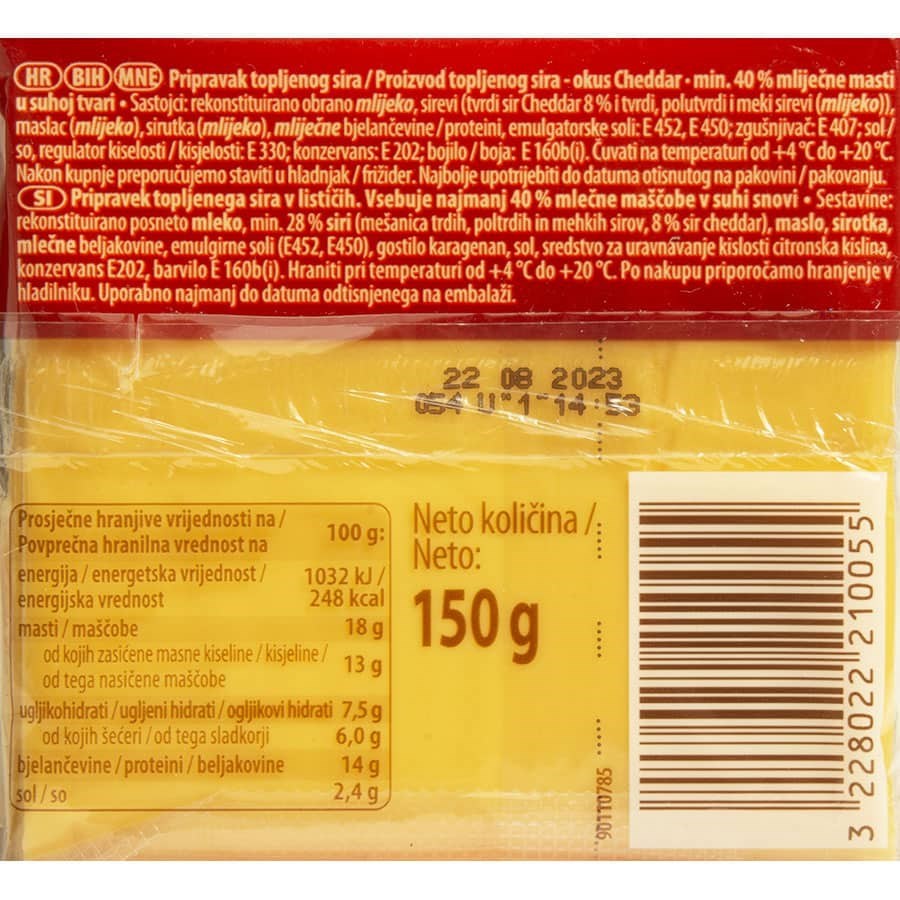 HR BIH MNE Pripravak topljenog sira / Proizvod topljenog sira - okus Cheddar • min. 40 % mliječne masti
u suhoj tvari • Sastojci: rekonstituirano obrano mlijeko, sirevi (tvrdi sir Cheddar 8 % i tvrdi, polutvrdi i meki sirevi (mlijeko)),
maslac (mlijeko), sirutka (mlijeko), mliječne bjelančevine / proteini, emulgatorske soli: E 452, E 450; zgušnjivač: E 407; sol /
so, regulator kiselosti / kisjelosti: E 330; konzervans: E 202; bojilo / boja: E 160b(i). Čuvati na temperaturi od +4 °C do +20 °C.
Nakon kupnje preporučujemo staviti u hladnjak / frižider. Najbolje upotrijebiti do datuma otisnutog na pakovini / pakovanju.
SI Pripravek topljenega sira v lističih. Vsebuje najmanj 40 % mlečne maščobe v suhi snovi • Sestavine:
rekonstituirano posneto mleko, min. 28 % siri (mešanica trdih, poltrdih in mehkih sirov, 8 % sir cheddar), maslo, sirotka,
mlečne beljakovine, emulgirne soli (E452, E450), gostilo karagenan, sol, sredstvo za uravnavanje kislosti citronska kislina,
konzervans E202, barvilo E 160b(i). Hraniti pri temperaturi od +4 °C do +20 °C. Po nakupu priporočamo hranjenje v
hladilniku. Uporabno najmanj do datuma odtisnjenega na embalaži.
22 08 2023
054 U"1"14:53
Prosječne hranjive vrijednosti na /
Povprečna hranilna vrednost na 100 g:
energija / energetska vrijednost / 1032 kJ /
energijska vrednost 248 kcal
masti / maščobe 18 g
od kojih zasićene masne kiseline / kisjeline /
od tega nasičene maščobe 13 g
ugljikohidrati / ugljeni hidrati / ogljikovi hidrati 7,5 g
od kojih šećeri / od tega sladkorji 6,0 g
bjelančevine / proteini / beljakovine 14 g
sol / so 2,4 g
Neto količina /
Neto:
150 g
90110785
3 228022 210055